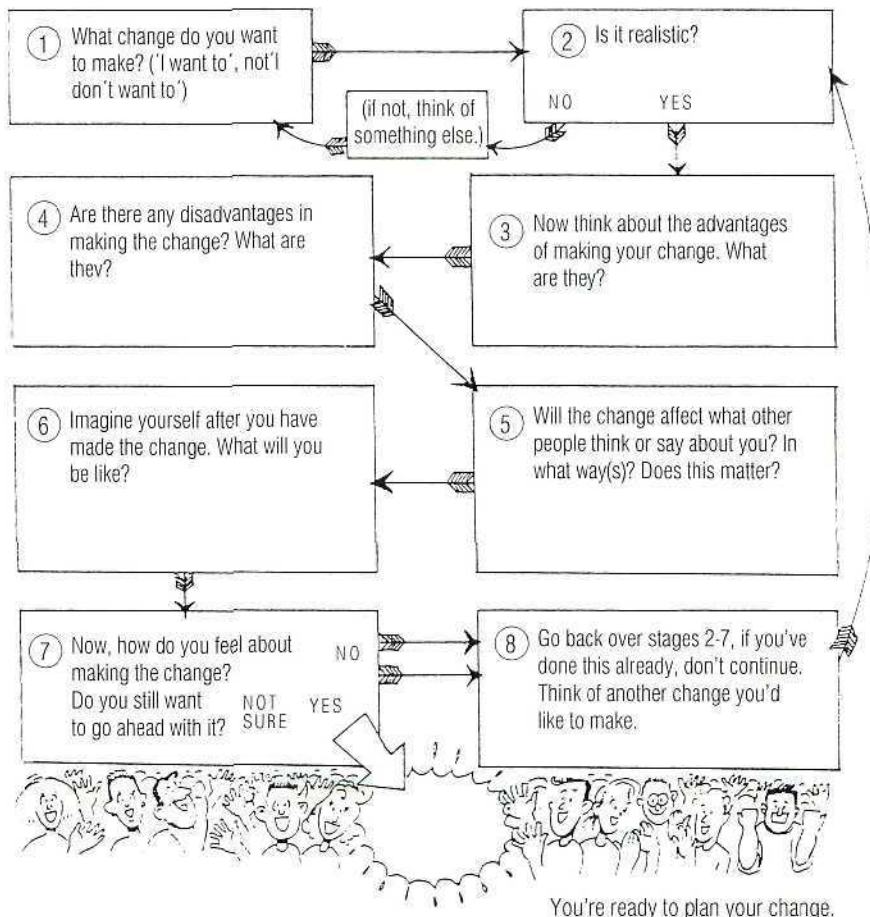 1 What change do you want
to make? ('I want to', not 'I
don't want to')
2 Is it realistic?
NO YES
(if not, think of
something else.)
3 Now think about the advantages
of making your change. What
are they?
4 Are there any disadvantages in
making the change? What are
thev?
5 Will the change affect what other
people think or say about you? In
what way(s)? Does this matter?
6 Imagine yourself after you have
made the change. What will you
be like?
7 Now, how do you feel about
making the change?
NO
Do you still want
to go ahead with it?
NOT
SURE
YES
8 Go back over stages 2-7, if you've
done this already, don't continue.
Think of another change you'd
like to make.
You're ready to plan your change.